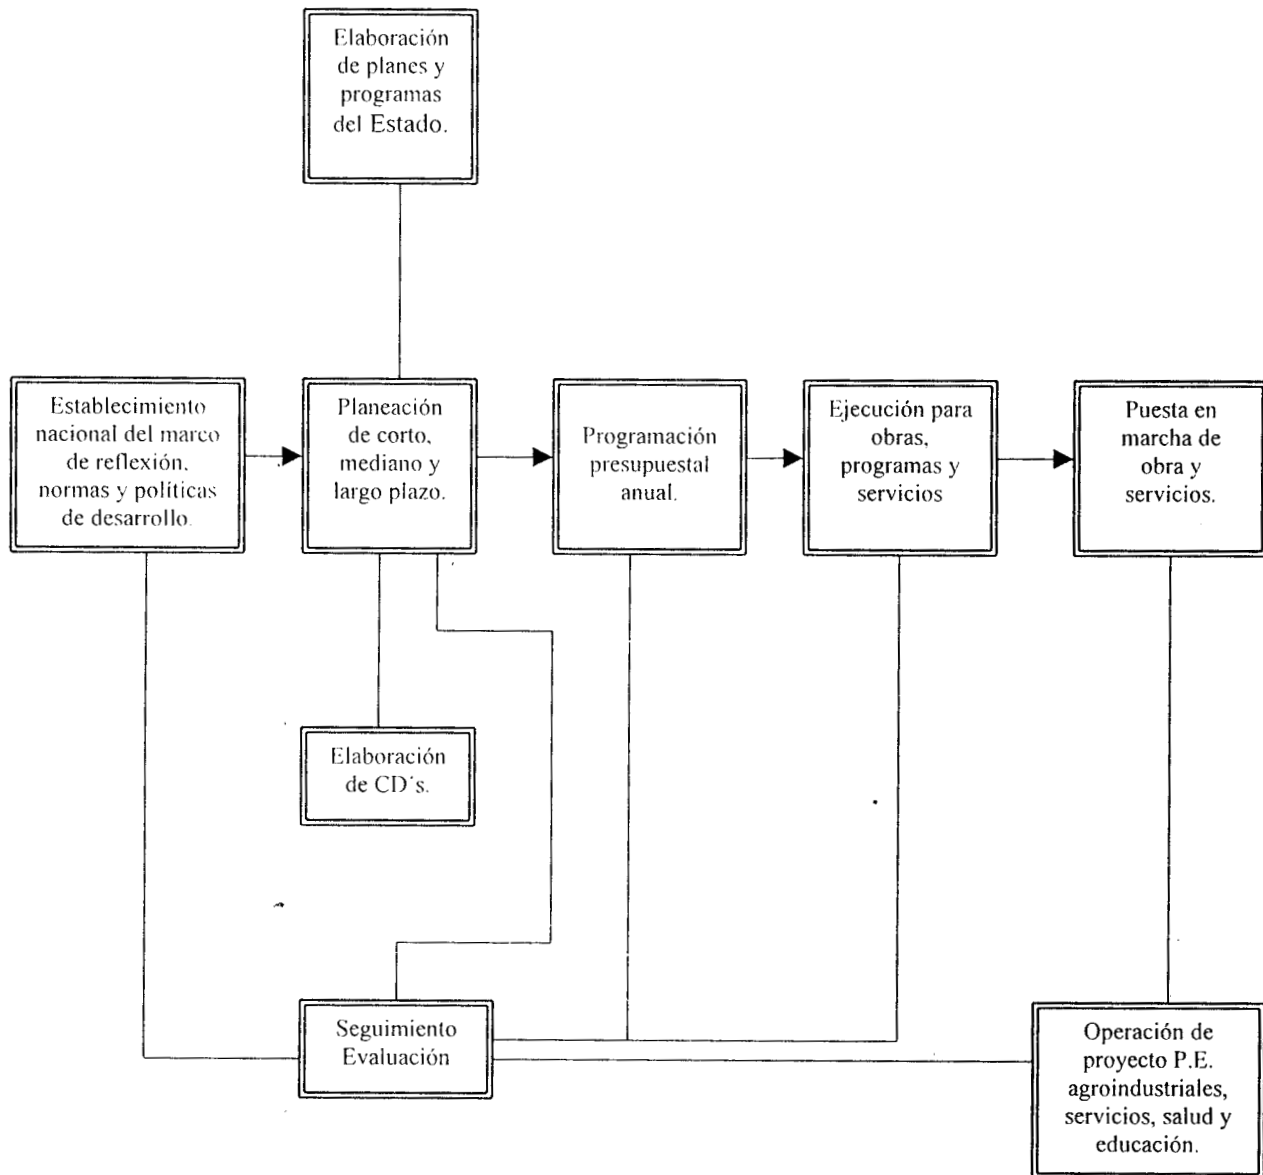 Elaboración
de planes y
programas
del Estado.
Establecimiento
nacional del marco
de reflexión,
normas y políticas
de desarrollo.
Planeación
de corto,
mediano y
largo plazo.
Programación
presupuestal
anual.
Ejecución para
obras,
programas y
servicios
Puesta en
marcha de
obra y
servicios.
Elaboración
de CD´s.
Seguimiento
Evaluación
Operación de
proyecto P.E.
agroindustriales,
servicios, salud y
educación.